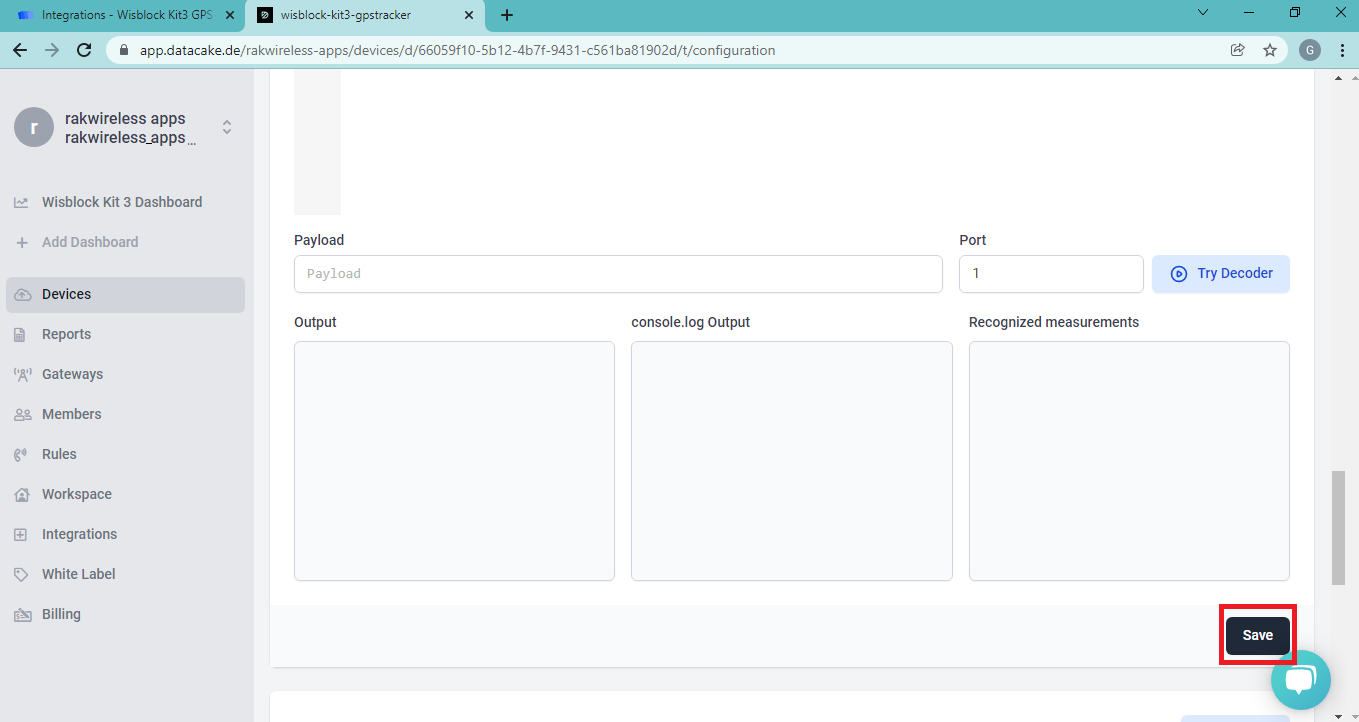 Integrations - Wisblock Kit3 GPS
wisblock-kit3-gpstracker
app.datacake.de/rakwireless-apps/devices/d/66059f10-5b12-4b7f-9431-c561ba81902d/t/configuration
G
r
rakwireless apps
rakwireless_apps_...
Wisblock Kit 3 Dashboard
Add Dashboard
Devices
Reports
Gateways
Members
Rules
Workspace
Integrations
White Label
Billing
Payload
Port
Payload
1
Try Decoder
Output
console.log Output
Recognized measurements
Save